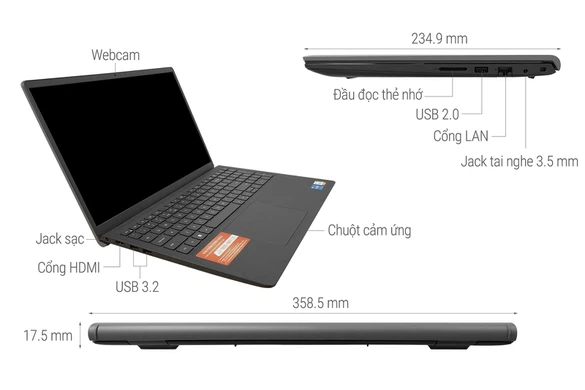 Webcam
234.9 mm
Đầu đọc thẻ nhớ
USB 2.0
Cổng LAN
Jack tai nghe 3.5 mm
Jack sạc
Cổng HDMI
USB 3.2
Chuột cảm ứng
358.5 mm
17.5 mm